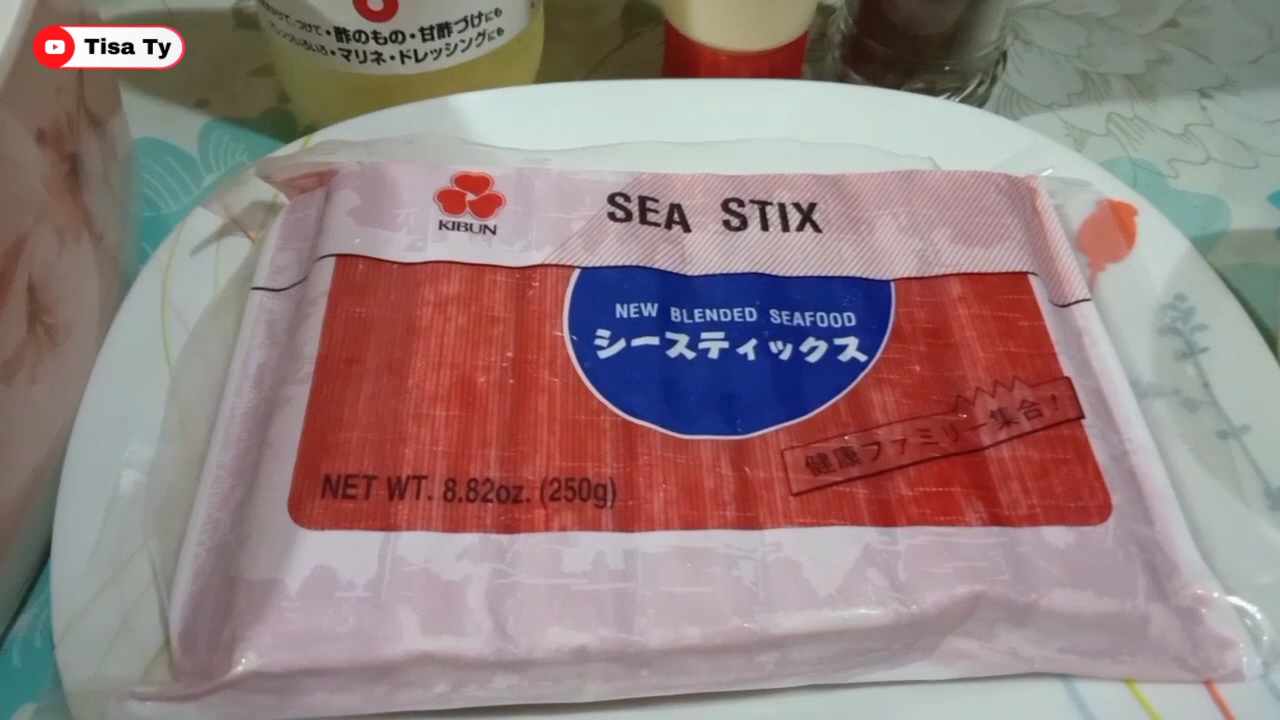 Tisa Ty
・酢のもの・甘酢づけにも
・マリネ・ドレッシングにも
KIBUN
SEA STIX
NEW BLENDED SEAFOOD
シースティックス
健康ファミリー集合!
NET WT. 8.82oz. (250g)